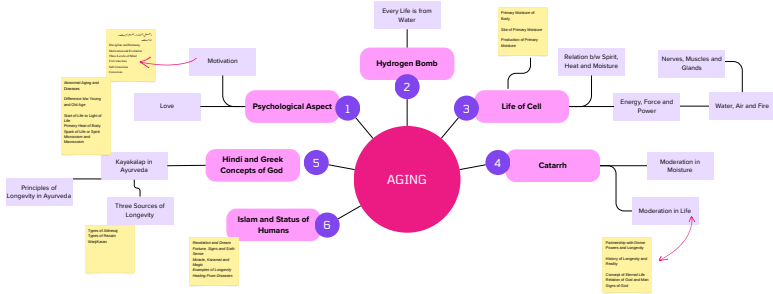 Every Life is from
Water
Primary Moisture of
Body
Site of Primary Moisture
Production of Primary
Moisture
Motivation
Hydrogen Bomb
2
Relation b/w Spirit,
Heat and Moisture
Nerves, Muscles and
Glands
Abnormal Aging and
Diseases
Difference b/w Young
and Old Age
Start of Life to Light of
Life
Primary Heat of Body
Spark of Life or Spirit
Microcosm and
Macrocosm
Love
Psychological Aspect
1
3
Life of Cell
Energy, Force and
Power
Water, Air and Fire
Kayakalap in
Ayurveda
Hindi and Greek
Concepts of God
5
AGING
4
Catarrh
Moderation in
Moisture
Principles of
Longevity in Ayurveda
Three Sources of
Longevity
Islam and Status of
Humans
6
Moderation in Life
Types of
Types of Rasain
Revelation and Dream
Fortune, Signs and Sixth
Sense
Miracle, Karamat and
Magic
Examples of Longevity
Healing From Diseases
Partnership with Divine
Powers and Longevity
History of Longevity and
Reality
Concept of Eternal Life
Relation of God and Man
Signs of God